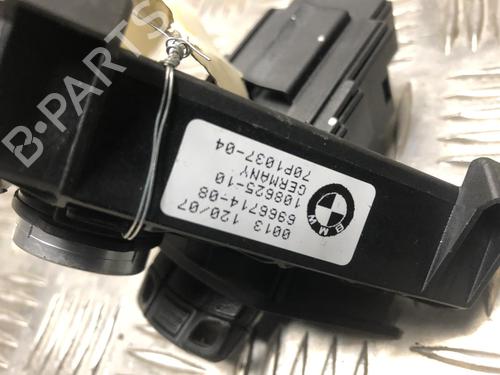 B-PARTS
0013 120/07
6966714-08
108625-10
GERMANY
70P1037-04
BMW